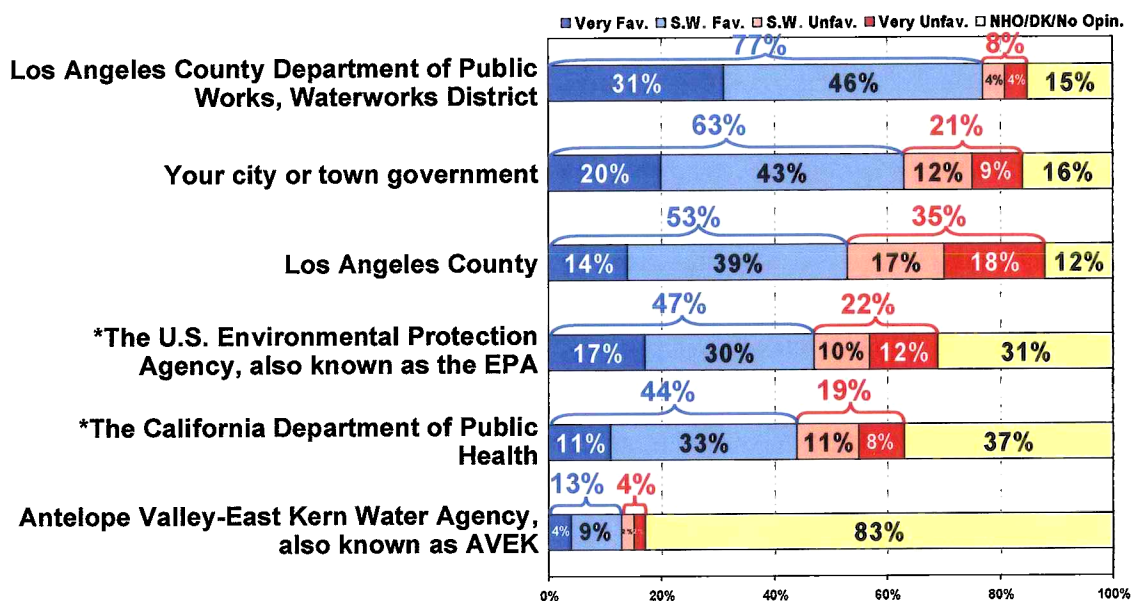 Very Fav. S.W. Fav. S.W. Unfav. Very Unfav. NHO/DK/No Opin.
77% 8%
Los Angeles County Department of Public
Works, Waterworks District
31% 46% 4% 4% 15%
63% 21%
Your city or town government
20% 43% 12% 9% 16%
53% 35%
Los Angeles County
14% 39% 17% 18% 12%
47% 22%
*The U.S. Environmental Protection
Agency, also known as the EPA
17% 30% 10% 12% 31%
44% 19%
*The California Department of Public
Health
11% 33% 11% 8% 37%
13% 4%
Antelope Valley-East Kern Water Agency,
also known as AVEK
4% 9% 83%
0% 20% 40% 60% 80% 100%